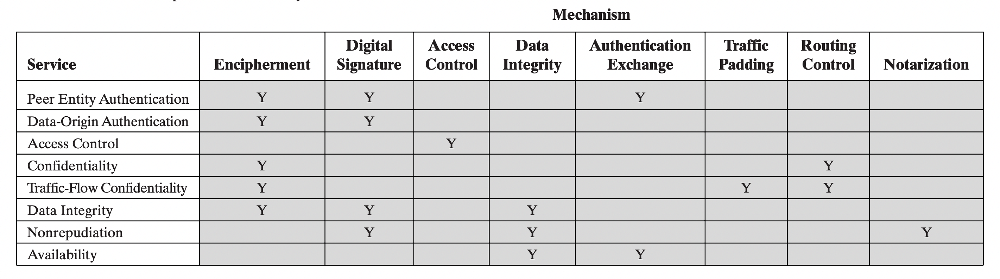 Mechanism
Service Encipherment Digital Signature Access Control Data Integrity Authentication Exchange Traffic Padding Routing Control Notarization
Peer Entity Authentication Y Y Y
Data-Origin Authentication Y Y
Access Control Y
Confidentiality Y Y
Traffic-Flow Confidentiality Y Y Y
Data Integrity Y Y Y
Nonrepudiation Y Y Y
Availability Y Y